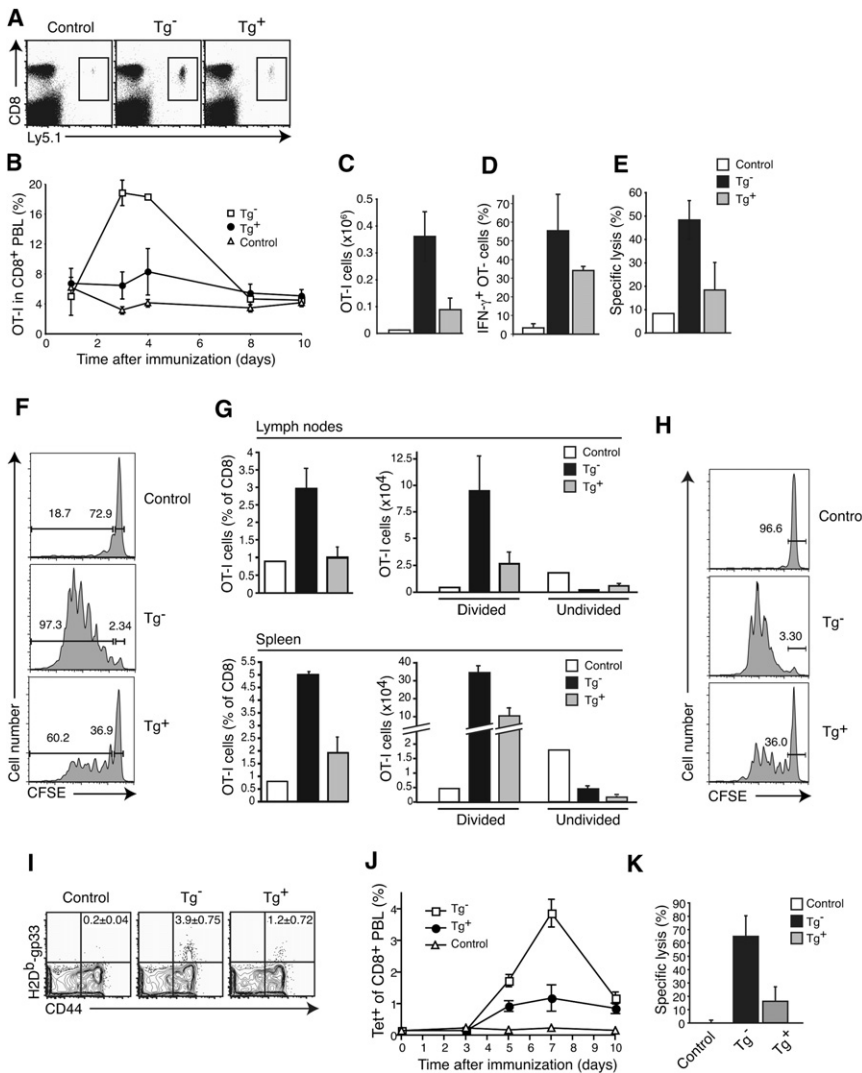 A
Control Tg- Tg+
CD8
Ly5.1
B
OT-I in CD8+ PBL (%)
20
16
12
8
4
0
0 2 4 6 8 10
Time after immunization (days)
Tg-
Tg+
Control
C
OT-I cells (x10⁶)
0.5
0.4
0.3
0.2
0.1
0
D
IFN-γ+ OT- cells (%)
70
60
50
40
30
20
10
0
E
Specific lysis (%)
60
50
40
30
20
10
0
Control
Tg-
Tg+
F
18.7 72.9
Control
97.3 2.34
Tg-
60.2 36.9
Tg+
Cell number
CFSE
G
Lymph nodes
OT-I cells (% of CD8)
4
3.5
3
2.5
2
1.5
1
0.5
0
OT-I cells (x10⁴)
12.5
10
7.5
5
2.5
0
Control
Tg-
Tg+
Divided Undivided
Spleen
OT-I cells (% of CD8)
5.5
5
4.5
4
3.5
3
2.5
2
1.5
1
0.5
0
OT-I cells (x10⁴)
40
30
20
10
2
1.5
1
0.5
0
Control
Tg-
Tg+
Divided Undivided
H
96.6
Control
3.30
Tg-
36.0
Tg+
Cell number
CFSE
I
Control Tg- Tg+
0.2±0.04 3.9±0.75 1.2±0.72
H2Dᵇ-gp33
CD44
J
Tet+ of CD8+ PBL (%)
4
3
2
1
0
0 1 2 3 4 5 6 7 8 9 10
Time after immunization (days)
Tg-
Tg+
Control
K
Specific lysis (%)
90
80
70
60
50
40
30
20
10
0
Control Tg- Tg+
Control
Tg-
Tg+